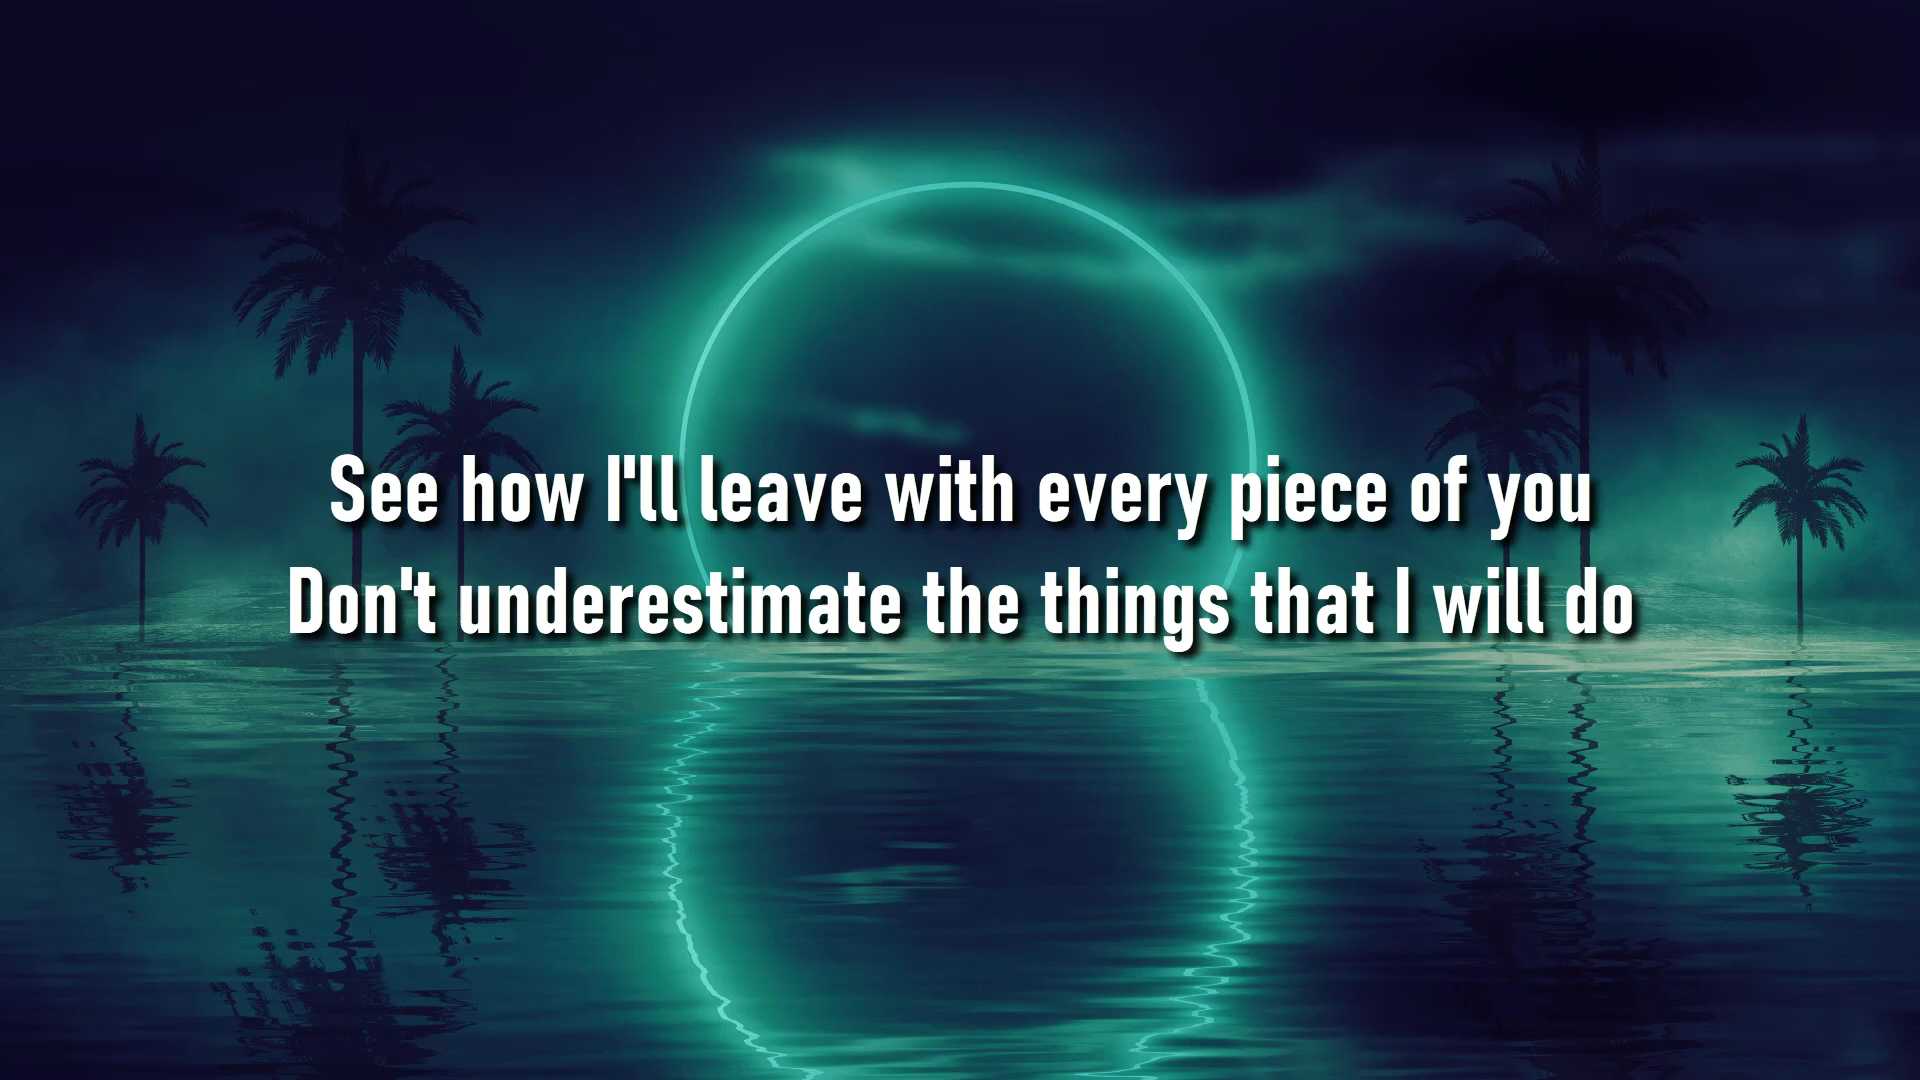 See how I'll leave with every piece of you
Don't underestimate the things that I will do